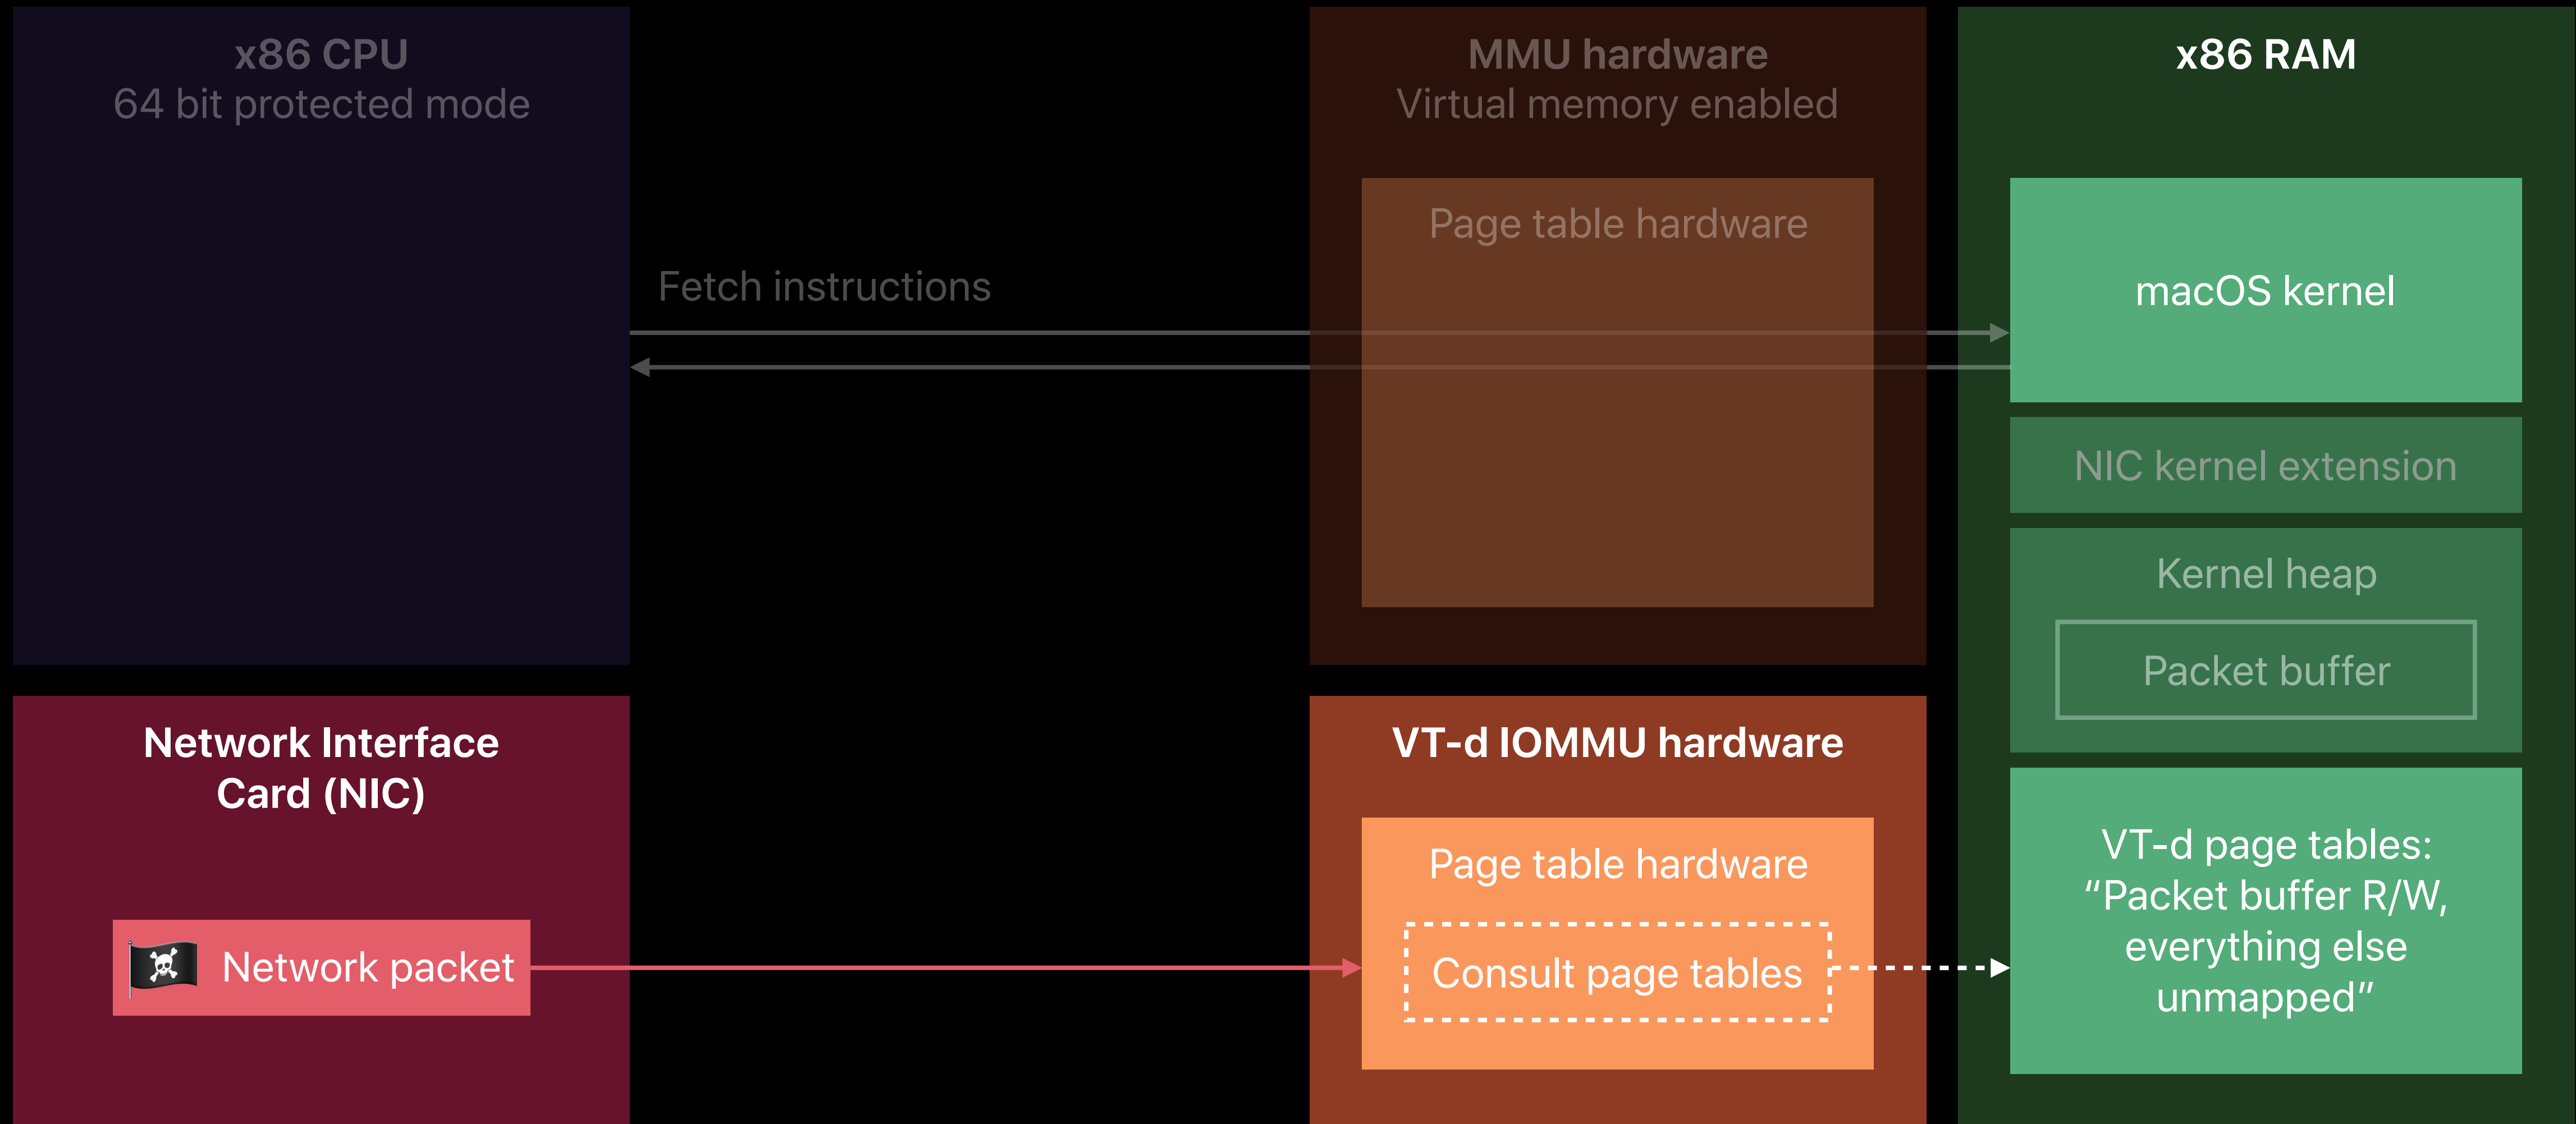 x86 CPU
64 bit protected mode
MMU hardware
Virtual memory enabled
Page table hardware
Fetch instructions
x86 RAM
macOS kernel
NIC kernel extension
Kernel heap
Packet buffer
Network Interface
Card (NIC)
Network packet
VT-d IOMMU hardware
Page table hardware
Consult page tables
VT-d page tables:
“Packet buffer R/W,
everything else
unmapped”